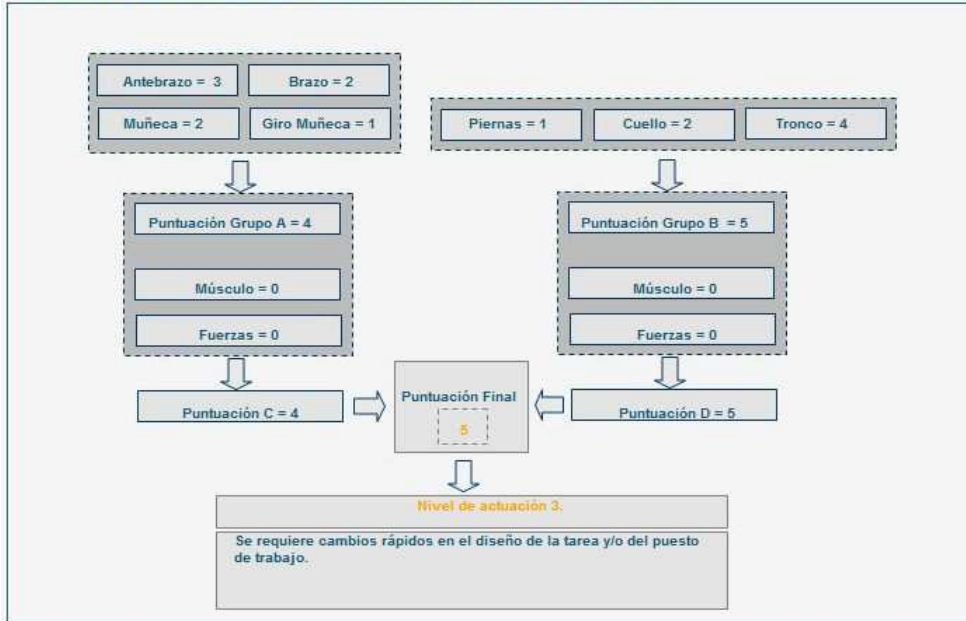 Antebrazo = 3
Brazo = 2
Muñeca = 2
Giro Muñeca = 1
Piernas = 1
Cuello = 2
Tronco = 4
Puntuación Grupo A = 4
Músculo = 0
Fuerzas = 0
Puntuación C = 4
Puntuación Grupo B = 5
Músculo = 0
Fuerzas = 0
Puntuación D = 5
Puntuación Final
5
Nivel de actuación 3.
Se requiere cambios rápidos en el diseño de la tarea y/o del puesto
de trabajo.